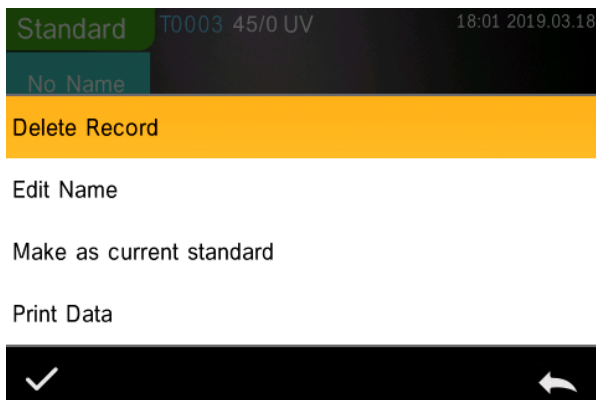 Standard T0003 45/0 UV 18:01 2019.03.18
No Name
Delete Record
Edit Name
Make as current standard
Print Data